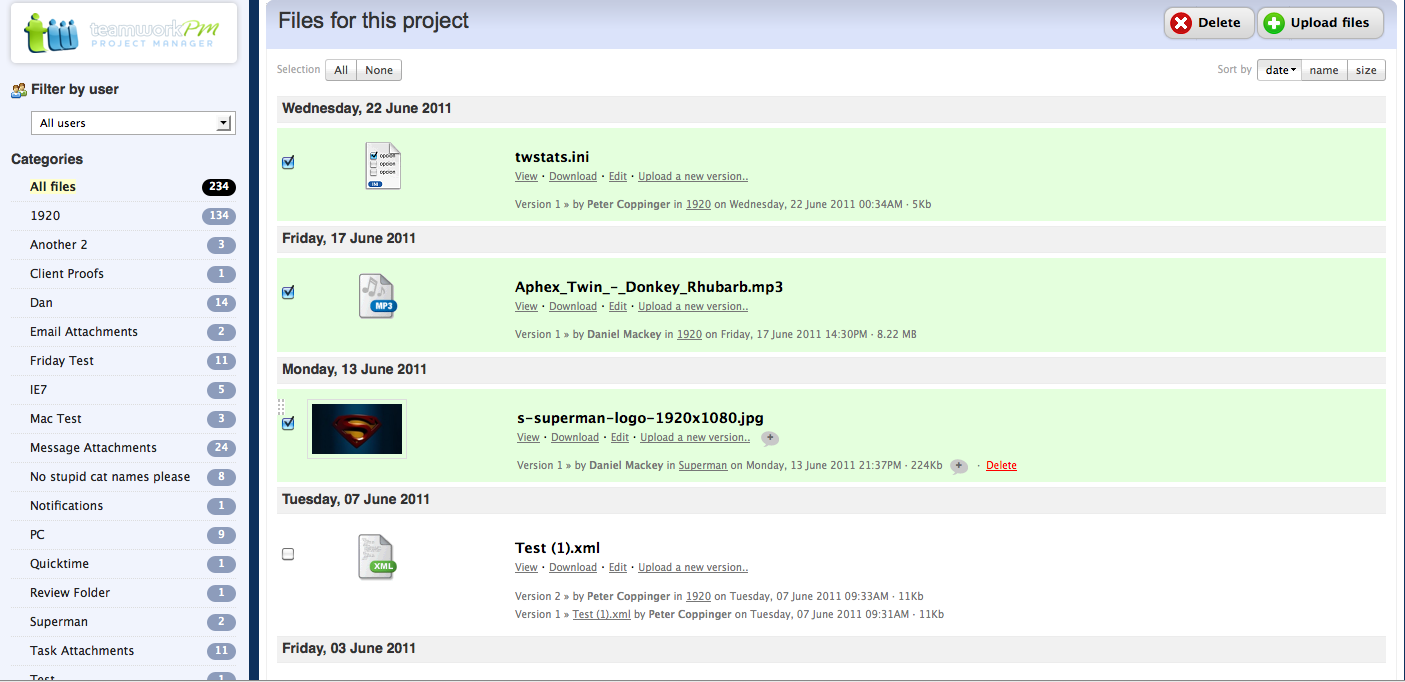 teamworkPm
PROJECT MANAGER
Filter by user
All users
Categories
All files 234
1920 134
Another 2 3
Client Proofs 1
Dan 14
Email Attachments 2
Friday Test 11
IE7 5
Mac Test 3
Message Attachments 24
No stupid cat names please 8
Notifications 1
PC 9
Quicktime 1
Review Folder 1
Superman 2
Task Attachments 11
Test 1
Files for this project
Delete Upload files
Selection All None
Sort by date name size
Wednesday, 22 June 2011
option
option
option
INI
twstats.ini
View · Download · Edit · Upload a new version..
Version 1 » by Peter Coppinger in 1920 on Wednesday, 22 June 2011 00:34AM · 5Kb
Friday, 17 June 2011
MP3
Aphex_Twin_-_Donkey_Rhubarb.mp3
View · Download · Edit · Upload a new version..
Version 1 » by Daniel Mackey in 1920 on Friday, 17 June 2011 14:30PM · 8.22 MB
Monday, 13 June 2011
s-superman-logo-1920x1080.jpg
View · Download · Edit · Upload a new version.. +
Version 1 » by Daniel Mackey in Superman on Monday, 13 June 2011 21:37PM · 224Kb + · Delete
Tuesday, 07 June 2011
XML
Test (1).xml
View · Download · Edit · Upload a new version..
Version 2 » by Peter Coppinger in 1920 on Tuesday, 07 June 2011 09:33AM · 11Kb
Version 1 » Test (1).xml by Peter Coppinger on Tuesday, 07 June 2011 09:31AM · 11Kb
Friday, 03 June 2011